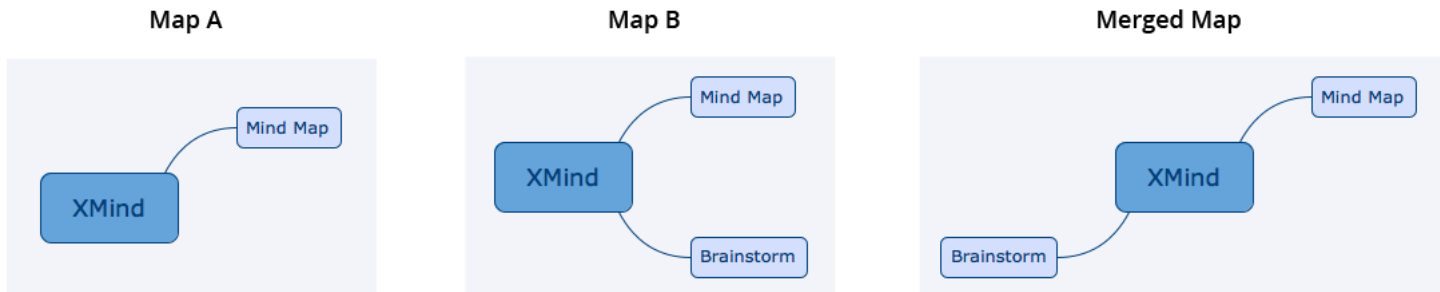 Map A
Map B
Merged Map
Mind Map
XMind
Mind Map
XMind
Brainstorm
Mind Map
XMind
Brainstorm